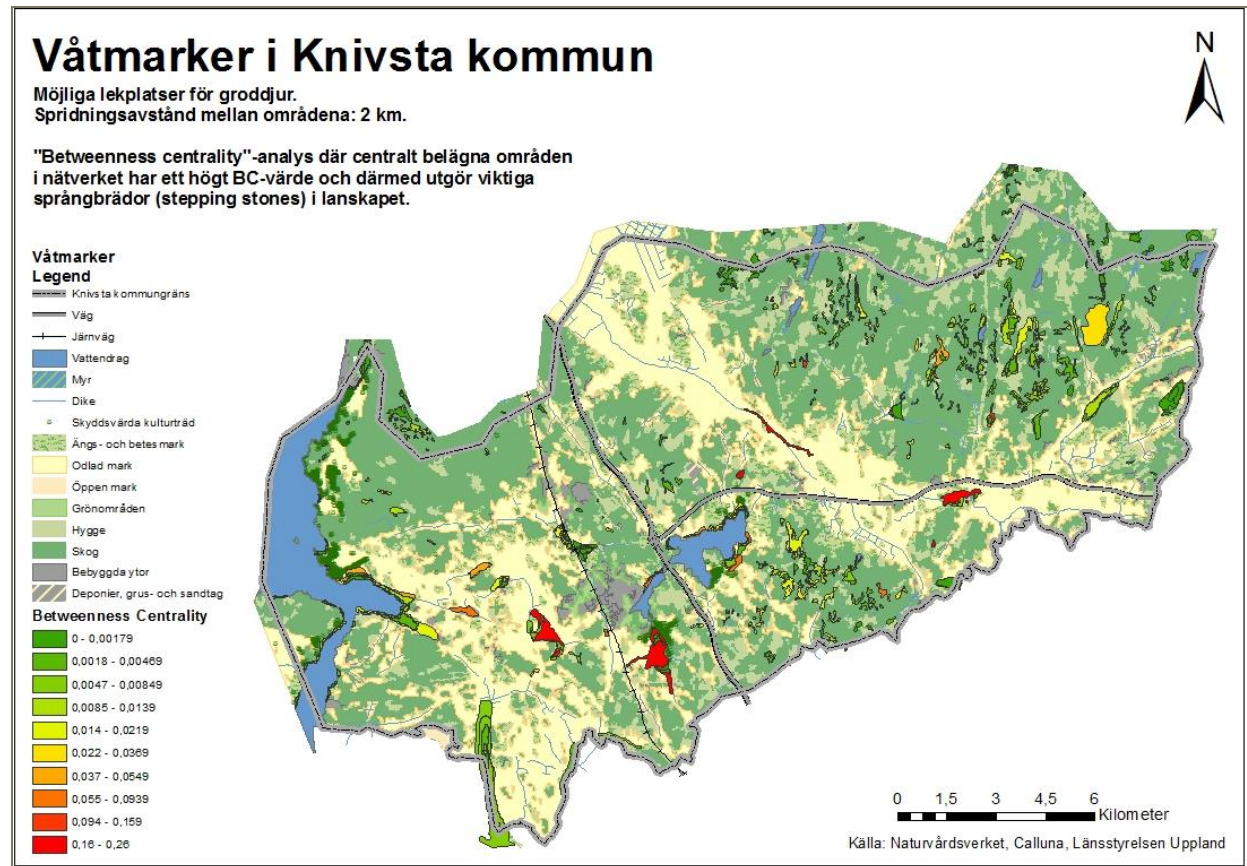 Våtmarker i Knivsta kommun
Möjliga lekplatser för groddjur.
Spridningsavstånd mellan områdena: 2 km.
"Betweenness centrality"-analys där centralt belägna områden
i nätverket har ett högt BC-värde och därmed utgör viktiga
språngbrädor (stepping stones) i lanskapet.
N
Våtmarker
Legend
Knivsta kommungräns
Väg
Järnväg
Vattendrag
Myr
Dike
Skyddsvärda kulturträd
Ängs- och betesmark
Odlad mark
Öppen mark
Grönområden
Hygge
Skog
Bebyggda ytor
Deponier, grus- och sandtag
Betweenness Centrality
0 - 0,00179
0,0018 - 0,00469
0,0047 - 0,00849
0,0085 - 0,0139
0,014 - 0,0219
0,022 - 0,0369
0,037 - 0,0549
0,055 - 0,0939
0,094 - 0,159
0,16 - 0,26
0 1,5 3 4,5 6
Kilometer
Källa: Naturvårdsverket, Calluna, Länsstyrelsen Uppland